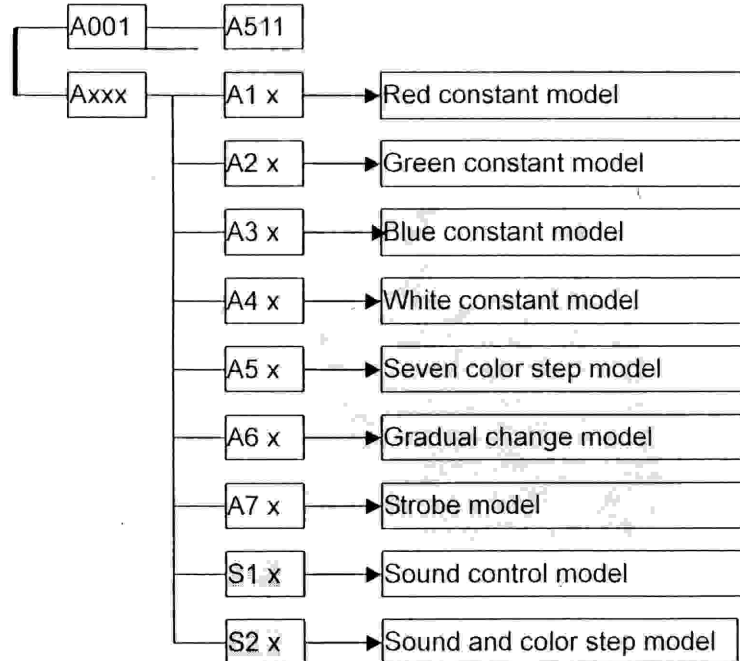 A001 A511
Axxx A1 x Red constant model
A2 x Green constant model
A3 x Blue constant model
A4 x White constant model
A5 x Seven color step model
A6 x Gradual change model
A7 x Strobe model
S1 x Sound control model
S2 x Sound and color step model